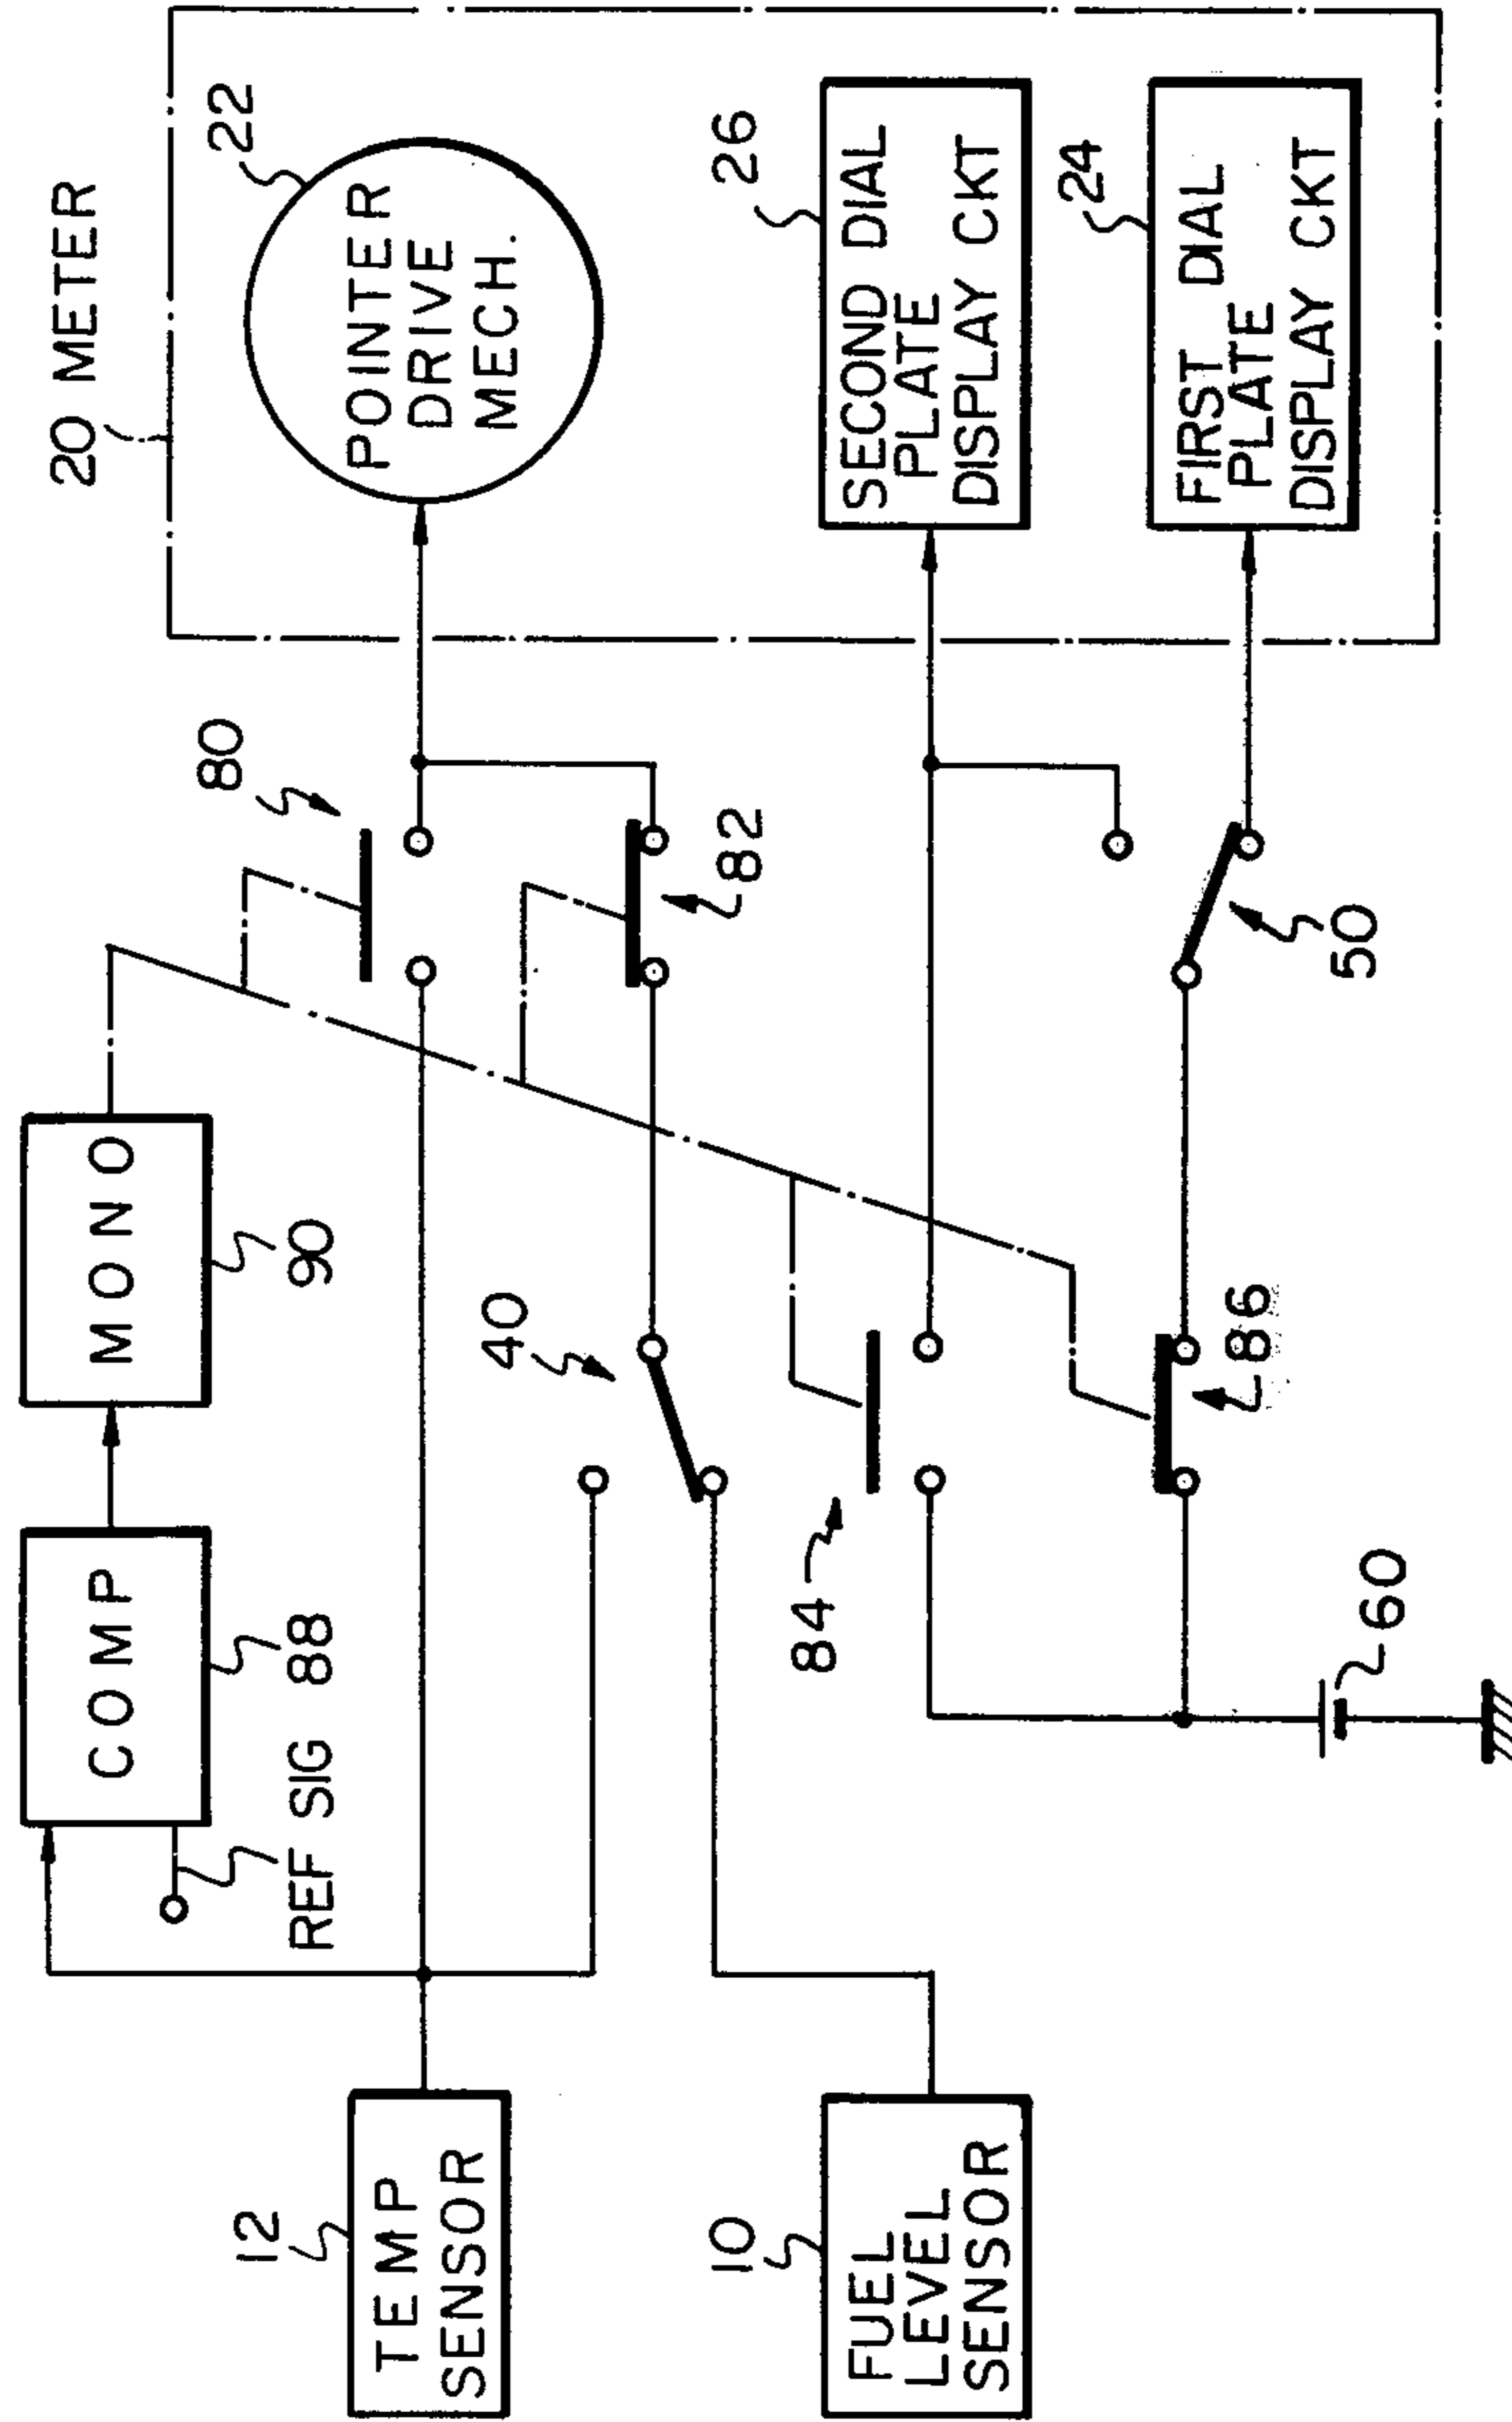 20 METER
22
POINTER
DRIVE
MECH.
26
SECOND DIAL
PLATE
DISPLAY CKT
24
FIRST DIAL
PLATE
DISPLAY CKT
80
82
50
MONO
90
COMP
88
REF SIG
40
84
86
60
12
TEMP
SENSOR
10
FUEL
LEVEL
SENSOR